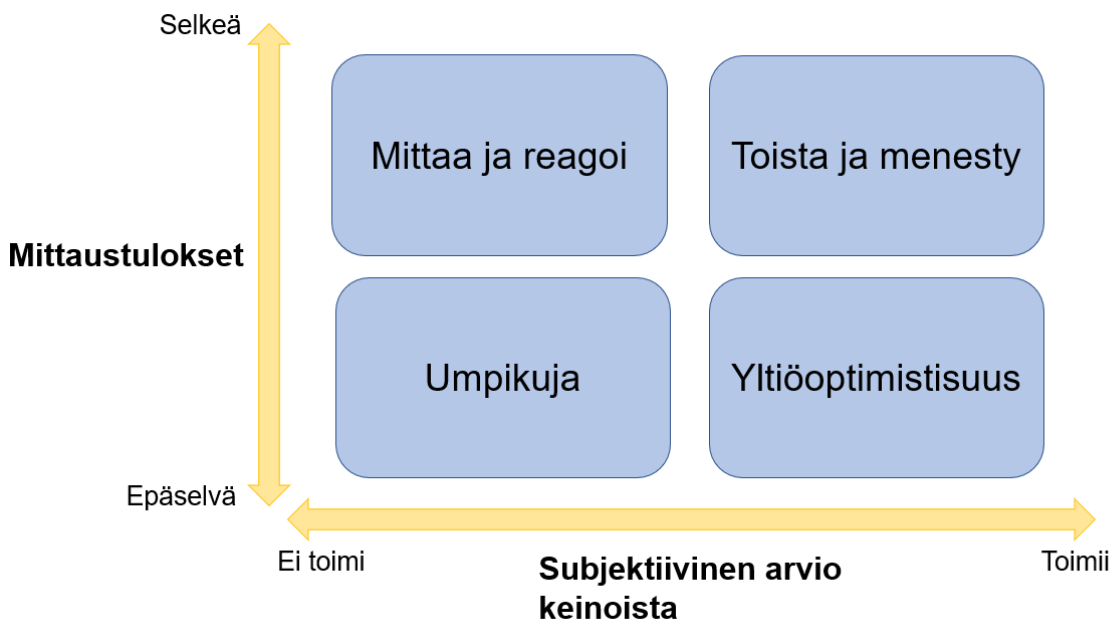 Selkeä
Mittaa ja reagoi
Toista ja menesty
Mittaustulokset
Umpikuja
Yltiöoptimistisuus
Epäselvä
Ei toimi
Subjektiivinen arvio
keinoista
Toimii